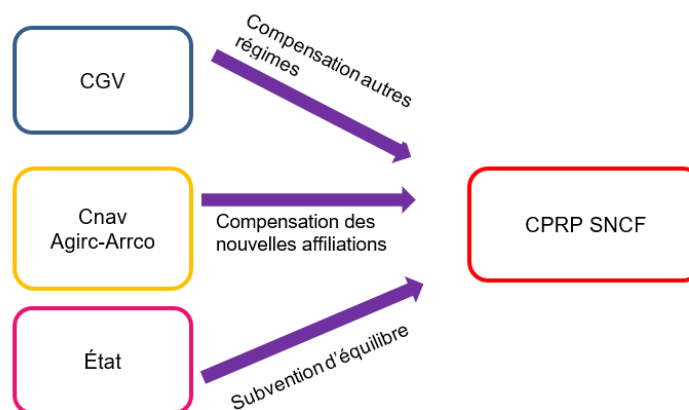 CGV
Compensation autres
régimes
Cnav
Agirc-Arrco
Compensation des
nouvelles affiliations
CPRP SNCF
État
Subvention d'équilibre